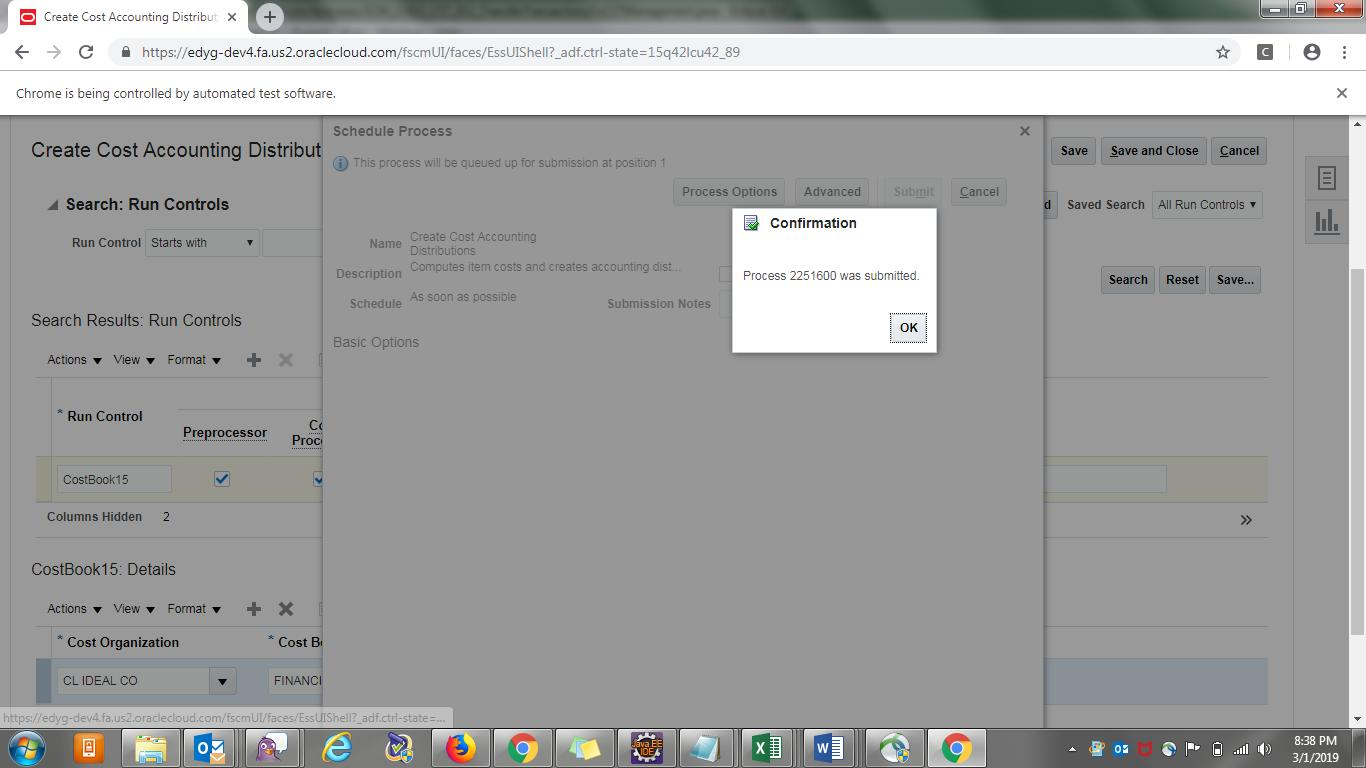 Create Cost Accounting Distribut
https://edyg-dev4.fa.us2.oraclecloud.com/fscmUI/faces/EssUIShell?_adf.ctrl-state=15q42lcu42_89
C
Chrome is being controlled by automated test software.
Schedule Process
Create Cost Accounting Distribut
This process will be queued up for submission at position 1
Save
Save and Close
Cancel
Process Options
Advanced
Submit
Cancel
Search: Run Controls
d
Saved Search
All Run Controls
Run Control
Starts with
Confirmation
Process 2251600 was submitted.
OK
Name
Create Cost Accounting
Distributions
Description
Computes item costs and creates accounting dist...
Schedule
As soon as possible
Submission Notes
Basic Options
Search
Reset
Save...
Search Results: Run Controls
Actions
View
Format
* Run Control
Preprocessor
Co
Proce
CostBook15
Columns Hidden 2
CostBook15: Details
Actions
View
Format
* Cost Organization
* Cost Bo
CL IDEAL CO
FINANCI
https://edyg-dev4.fa.us2.oraclecloud.com/fscmUI/faces/EssUIShell?_adf.ctrl-state=...
Java EE
IDE
8:38 PM
3/1/2019